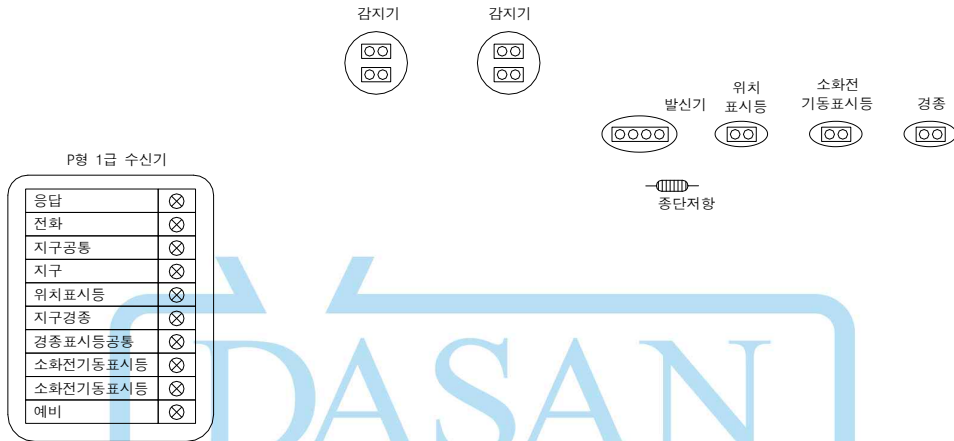 감지기
감지기
발신기
위치
표시등
소화전
기동표시등
경종
종단저항
P형 1급 수신기
응답
전화
지구공통
지구
위치표시등
지구경종
경종표시등공통
소화전기동표시등
소화전기동표시등
예비
DASAN